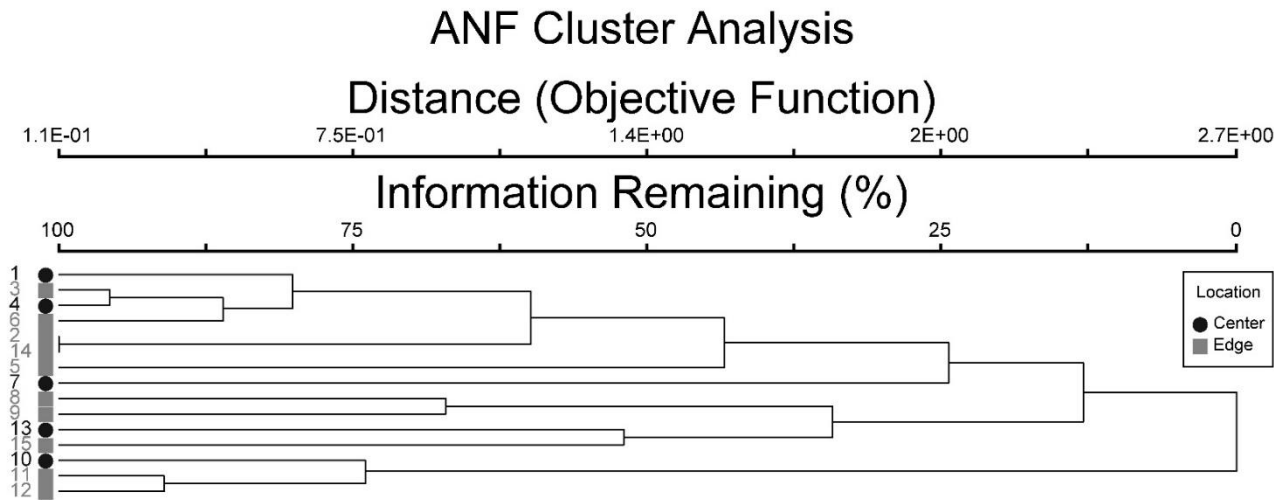 ANF Cluster Analysis
Distance (Objective Function)
1.1E-01 7.5E-01 1.4E+00 2E+00 2.7E+00
Information Remaining (%)
100 75 50 25 0
1
3
4
6
2
14
5
7
8
9
13
15
10
11
12
Location
Center
Edge